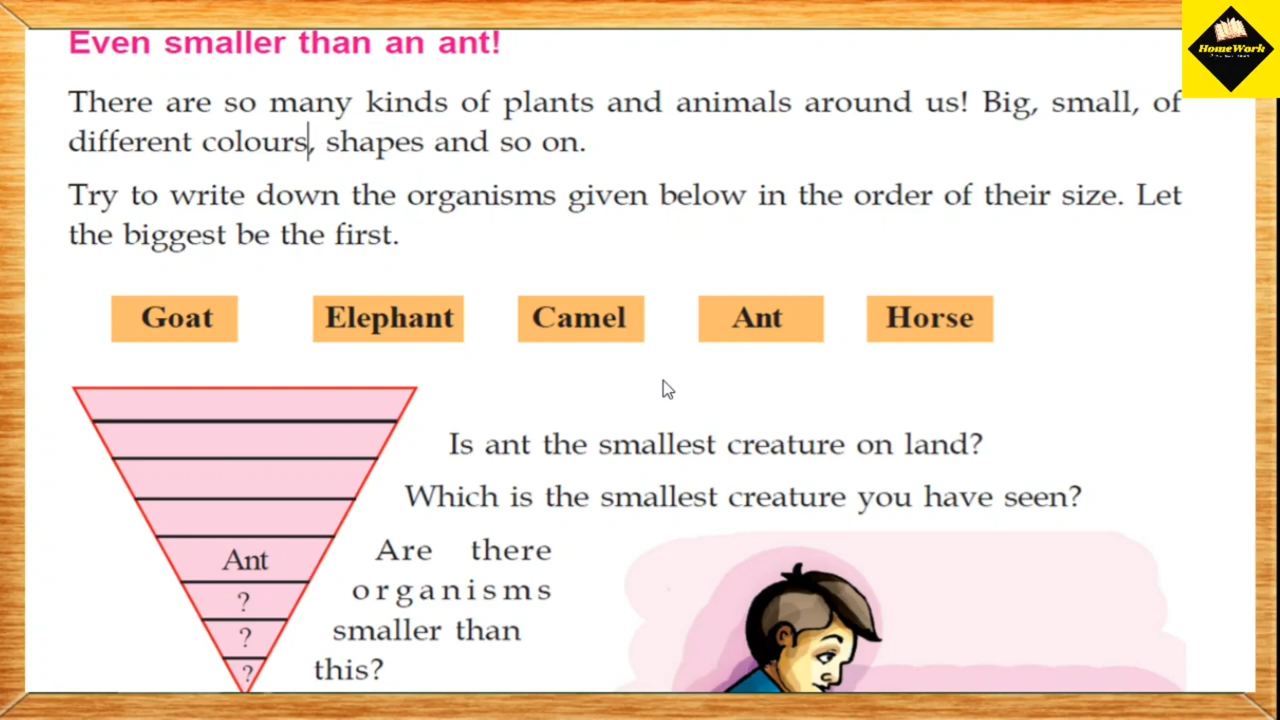 Even smaller than an ant!
There are so many kinds of plants and animals around us! Big, small, of
different colours, shapes and so on.
Try to write down the organisms given below in the order of their size. Let
the biggest be the first.
Goat Elephant Camel Ant Horse
Is ant the smallest creature on land?
Which is the smallest creature you have seen?
Are there
organisms
smaller than
this?
Ant
?
?
?
HomeWork